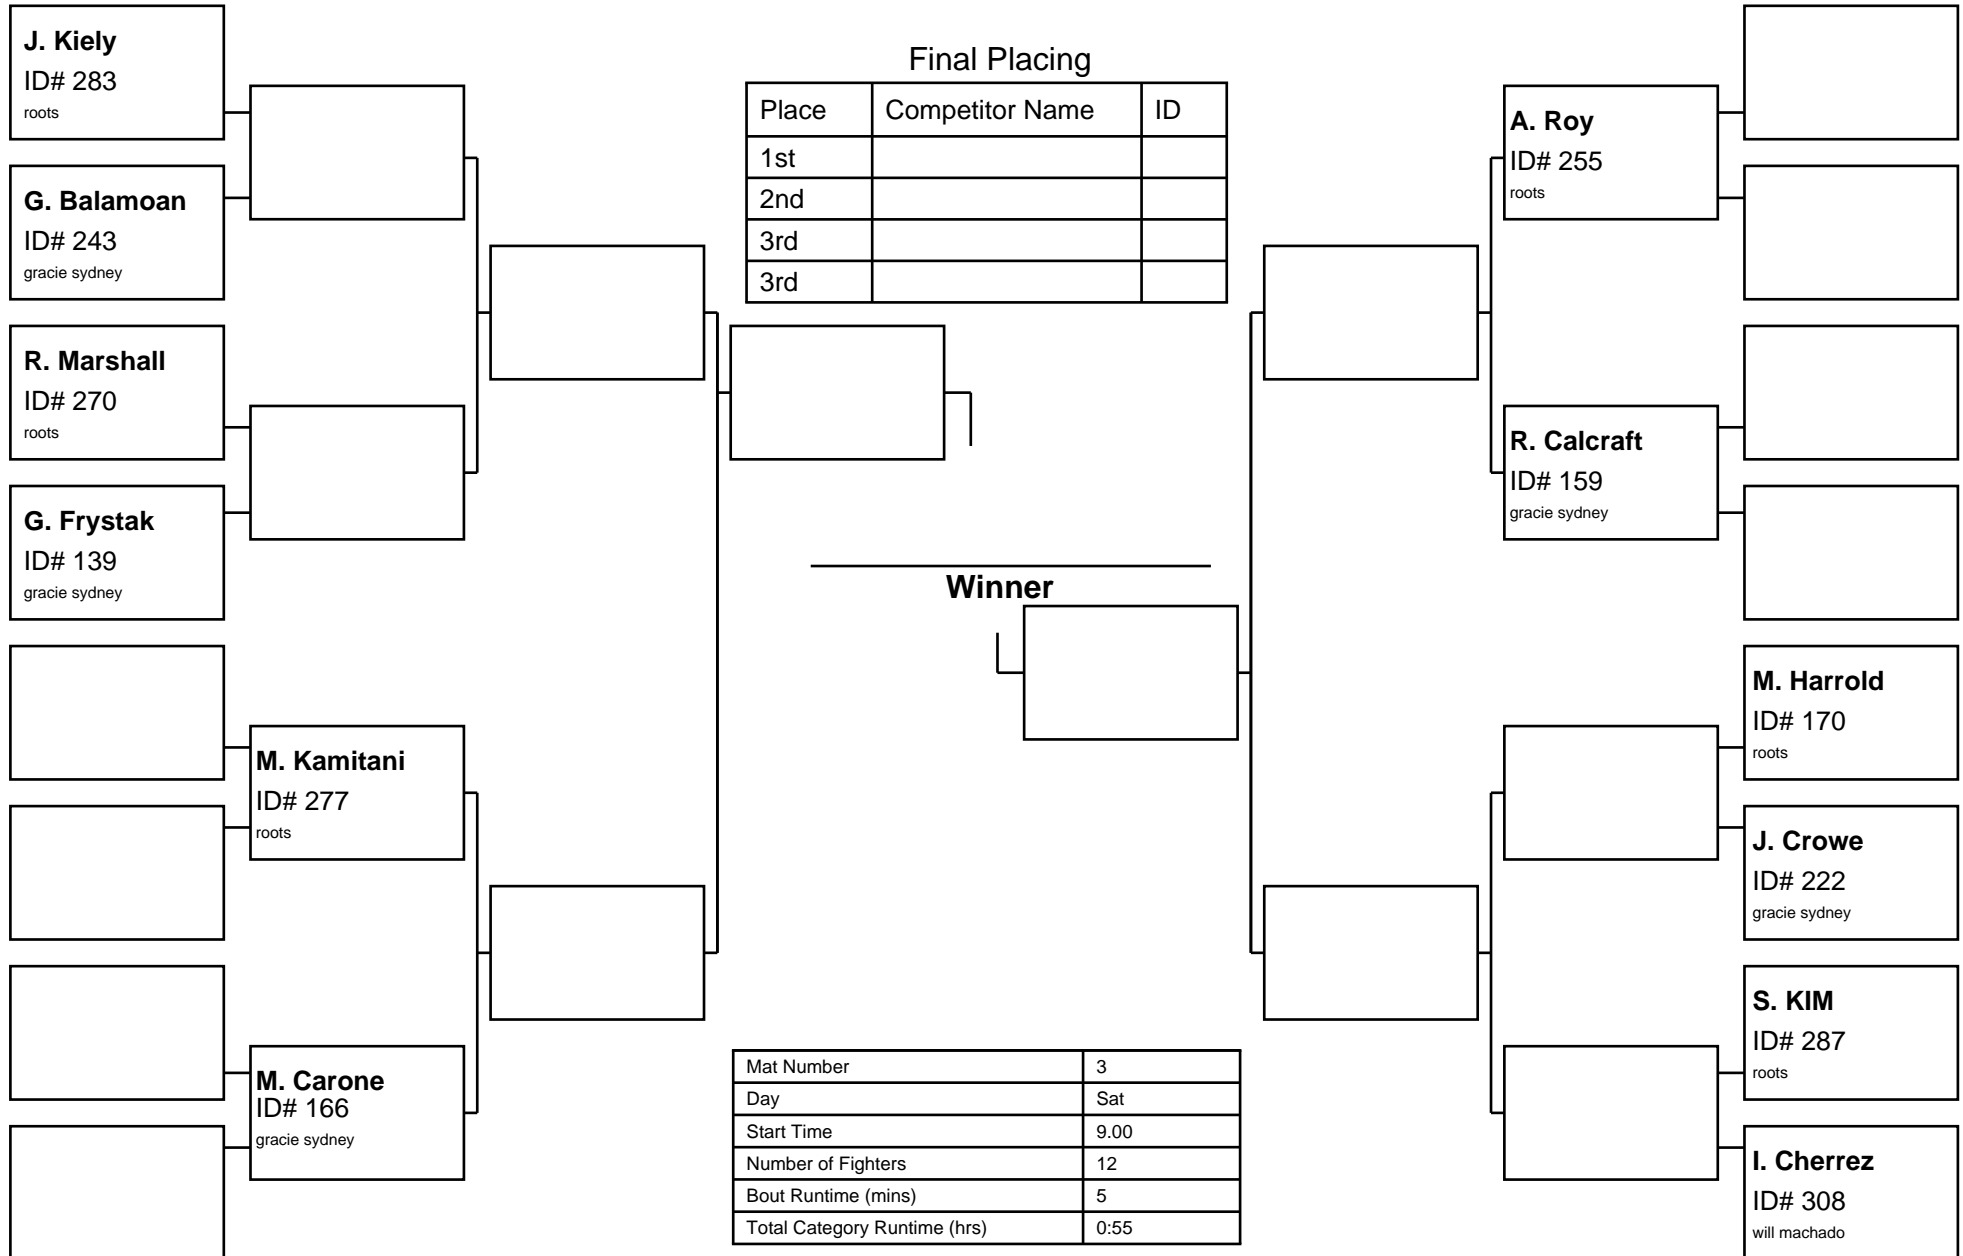 J. Kiely
ID# 283
roots
G. Balamoan
ID# 243
gracie sydney
R. Marshall
ID# 270
roots
G. Frystak
ID# 139
gracie sydney
M. Kamitani
ID# 277
roots
M. Carone
ID# 166
gracie sydney
Final Placing
Place Competitor Name ID
1st
2nd
3rd
3rd
Winner
Mat Number 3
Day Sat
Start Time 9.00
Number of Fighters 12
Bout Runtime (mins) 5
Total Category Runtime (hrs) 0:55
A. Roy
ID# 255
roots
R. Calcraft
ID# 159
gracie sydney
M. Harrold
ID# 170
roots
J. Crowe
ID# 222
gracie sydney
S. KIM
ID# 287
roots
I. Cherrez
ID# 308
will machado